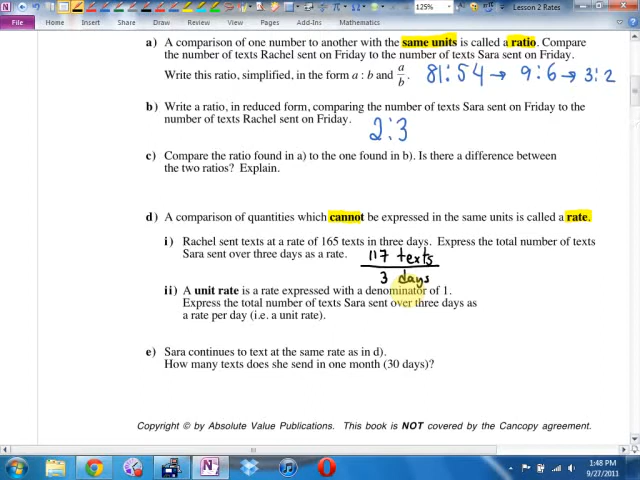 125%
Lesson 2 Rates
File
Home
Insert
Pages
Mathematics
a) A comparison of one number to another with the same units is called a ratio. Compare
the number of texts Rachel sent on Friday to the number of texts Sara sent on Friday.
Write this ratio, simplified, in the form a : b and a/b. 81:54 → 9:6 → 3:2
b) Write a ratio, in reduced form, comparing the number of texts Sara sent on Friday to the
number of texts Rachel sent on Friday.
2:3
c) Compare the ratio found in a) to the one found in b). Is there a difference between
the two ratios? Explain.
d) A comparison of quantities which cannot be expressed in the same units is called a rate.
i) Rachel sent texts at a rate of 165 texts in three days. Express the total number of texts
Sara sent over three days as a rate.
117 texts
3 days
ii) A unit rate is a rate expressed with a denominator of 1.
Express the total number of texts Sara sent over three days as
a rate per day (i.e. a unit rate).
e) Sara continues to text at the same rate as in d).
How many texts does she send in one month (30 days)?
Copyright © by Absolute Value Publications. This book is NOT covered by the Cancopy agreement.
1:48 PM
9/27/2011